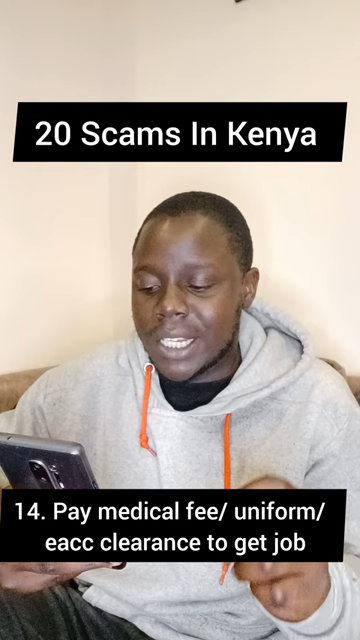 20 Scams In Kenya
14. Pay medical fee/ uniform/
eacc clearance to get job